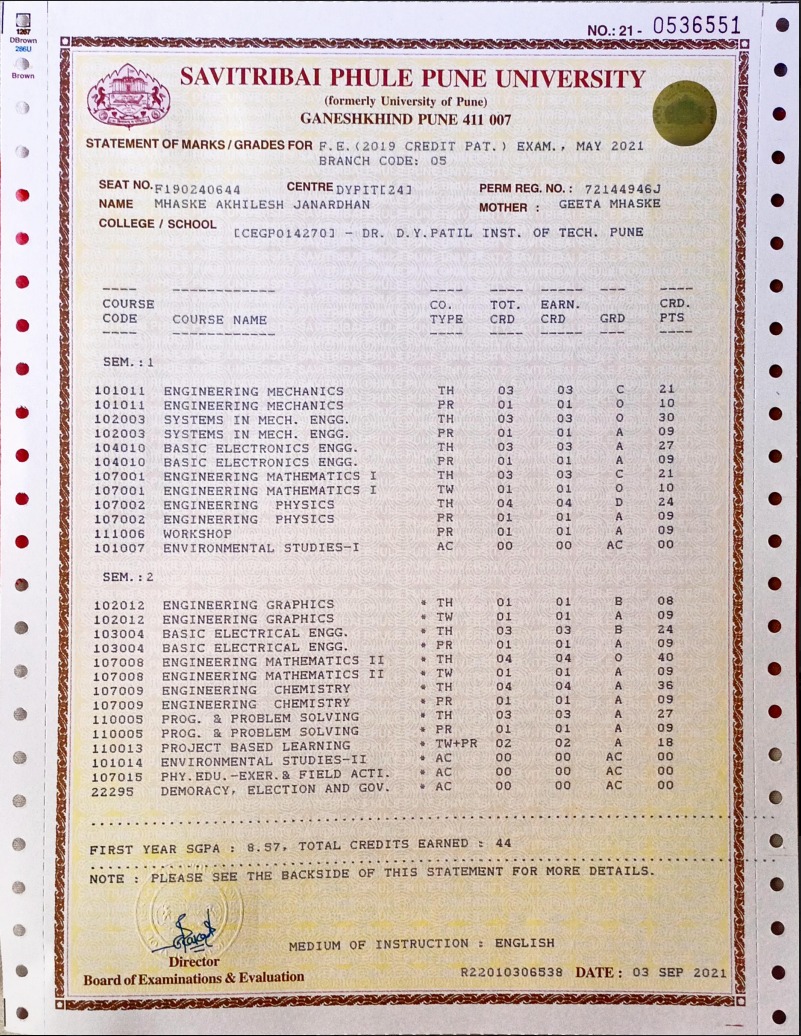 1267
DBrown
286U
Brown
NO.: 21 - 0536551
SAVITRIBAI PHULE PUNE UNIVERSITY
(formerly University of Pune)
GANESHKHIND PUNE 411 007
STATEMENT OF MARKS / GRADES FOR F.E.(2019 CREDIT PAT.) EXAM., MAY 2021
BRANCH CODE: 05
SEAT NO. F190240644 CENTRE DYPIT[24] PERM REG. NO. : 72144946J
NAME MHASKE AKHILESH JANARDHAN MOTHER : GEETA MHASKE
COLLEGE / SCHOOL [CEGP014270] - DR. D.Y.PATIL INST. OF TECH. PUNE
COURSE CO. TOT. EARN. CRD.
CODE COURSE NAME TYPE CRD CRD GRD PTS
SEM.:1
101011 ENGINEERING MECHANICS TH 03 03 C 21
101011 ENGINEERING MECHANICS PR 01 01 O 10
102003 SYSTEMS IN MECH. ENGG. TH 03 03 O 30
102003 SYSTEMS IN MECH. ENGG. PR 01 01 A 09
104010 BASIC ELECTRONICS ENGG. TH 03 03 A 27
104010 BASIC ELECTRONICS ENGG. PR 01 01 A 09
107001 ENGINEERING MATHEMATICS I TH 03 03 C 21
107001 ENGINEERING MATHEMATICS I TW 01 01 O 10
107002 ENGINEERING PHYSICS TH 04 04 D 24
107002 ENGINEERING PHYSICS PR 01 01 A 09
111006 WORKSHOP PR 01 01 A 09
101007 ENVIRONMENTAL STUDIES-I AC 00 00 AC 00
SEM.:2
102012 ENGINEERING GRAPHICS * TH 01 01 B 08
102012 ENGINEERING GRAPHICS * TW 01 01 A 09
103004 BASIC ELECTRICAL ENGG. * TH 03 03 B 24
103004 BASIC ELECTRICAL ENGG. * PR 01 01 A 09
107008 ENGINEERING MATHEMATICS II * TH 04 04 O 40
107008 ENGINEERING MATHEMATICS II * TW 01 01 A 09
107009 ENGINEERING CHEMISTRY * TH 04 04 A 36
107009 ENGINEERING CHEMISTRY * PR 01 01 A 09
110005 PROG. & PROBLEM SOLVING * TH 03 03 A 27
110005 PROG. & PROBLEM SOLVING * PR 01 01 A 09
110013 PROJECT BASED LEARNING * TW+PR 02 02 A 18
101014 ENVIRONMENTAL STUDIES-II * AC 00 00 AC 00
107015 PHY.EDU.-EXER.& FIELD ACTI. * AC 00 00 AC 00
22295 DEMORACY, ELECTION AND GOV. * AC 00 00 AC 00
FIRST YEAR SGPA : 8.57, TOTAL CREDITS EARNED : 44
NOTE : PLEASE SEE THE BACKSIDE OF THIS STATEMENT FOR MORE DETAILS.
MEDIUM OF INSTRUCTION : ENGLISH
Director
Board of Examinations & Evaluation
R22010306538 DATE : 03 SEP 2021